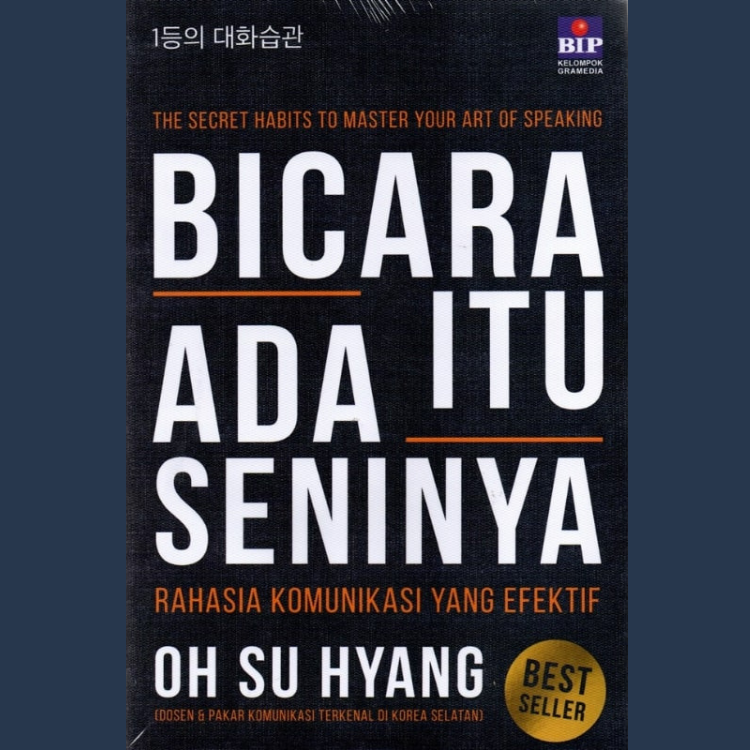 1등의 대화습관
BIP
KELOMPOK
GRAMEDIA
THE SECRET HABITS TO MASTER YOUR ART OF SPEAKING
BICARA
ITU
ADA
SENINYA
RAHASIA KOMUNIKASI YANG EFEKTIF
OH SU HYANG
(DOSEN & PAKAR KOMUNIKASI TERKENAL DI KOREA SELATAN)
BEST
SELLER